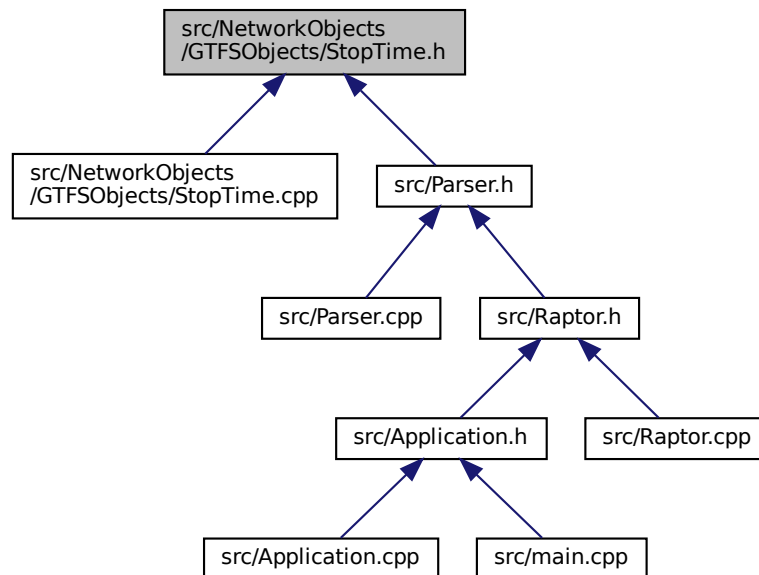 src/NetworkObjects
/GTFSObjects/StopTime.h
src/NetworkObjects
/GTFSObjects/StopTime.cpp
src/Parser.h
src/Parser.cpp
src/Raptor.h
src/Application.h
src/Raptor.cpp
src/Application.cpp
src/main.cpp